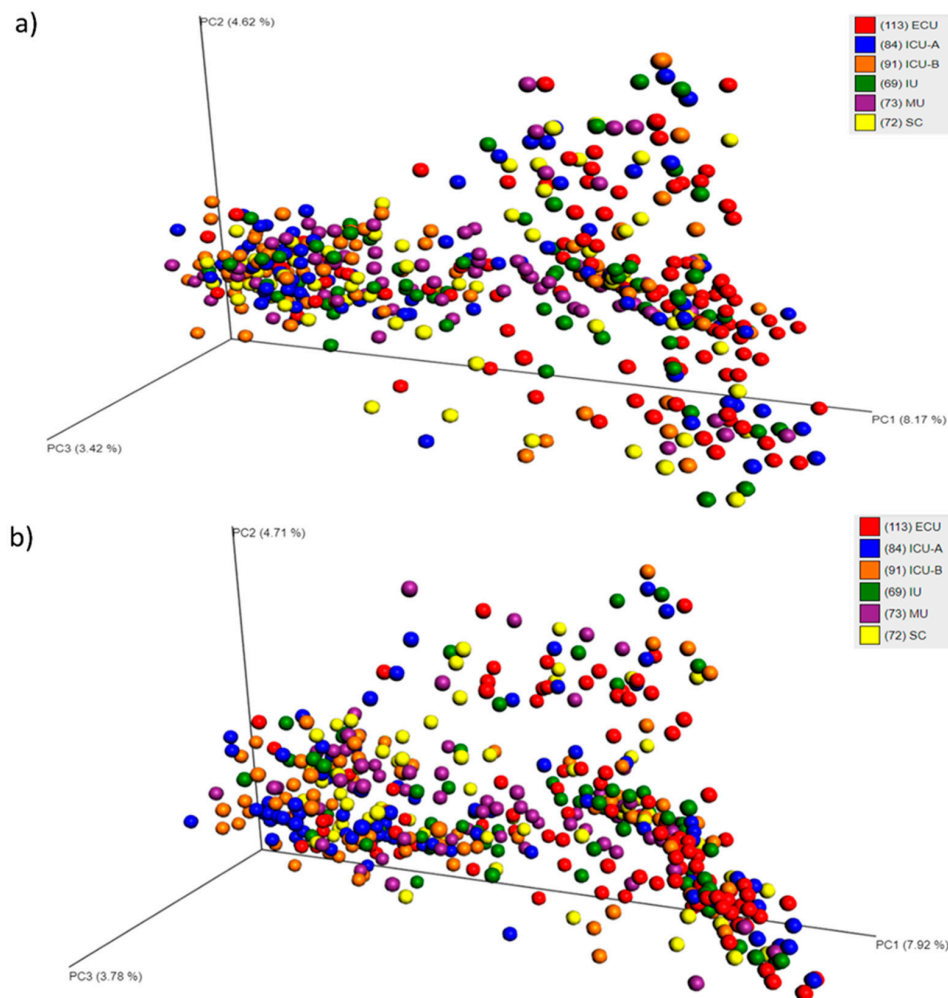 a)
PC2 (4.62 %)
(113) ECU
(84) ICU-A
(91) ICU-B
(69) IU
(73) MU
(72) SC
PC1 (8.17 %)
PC3 (3.42 %)
b)
PC2 (4.71 %)
(113) ECU
(84) ICU-A
(91) ICU-B
(69) IU
(73) MU
(72) SC
PC1 (7.92 %)
PC3 (3.78 %)